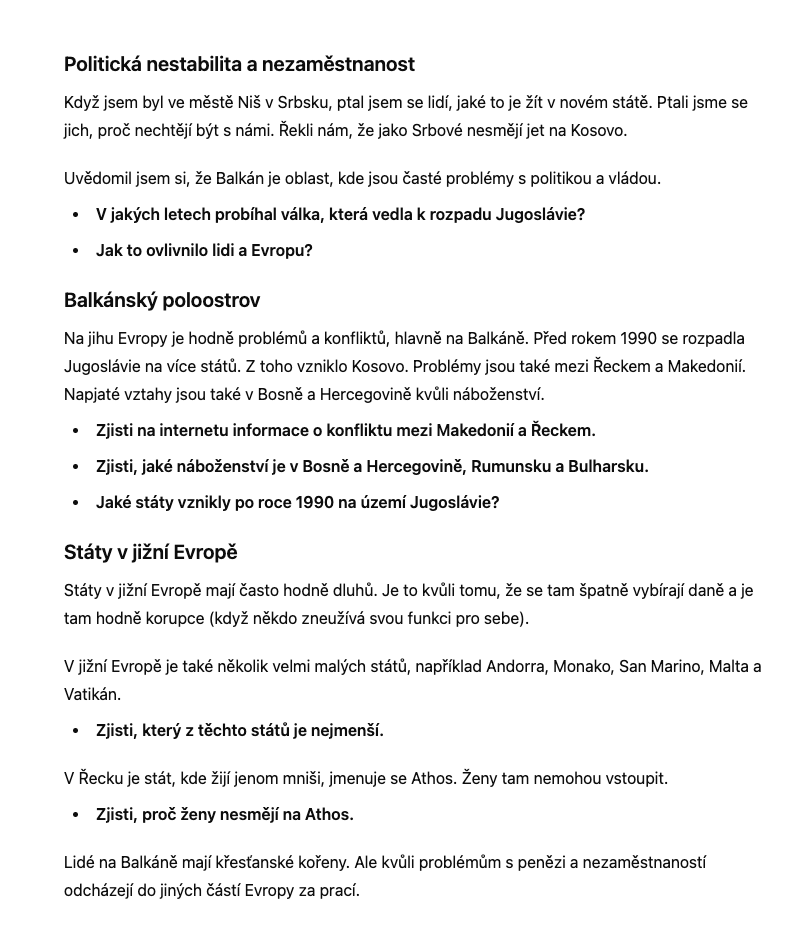 Politická nestabilita a nezaměstnanost
Když jsem byl ve městě Niš v Srbsku, ptal jsem se lidí, jaké to je žít v novém státě. Ptali jsme se
jich, proč nechtějí být s námi. Řekli nám, že jako Srbové nesmějí jet na Kosovo.
Uvědomil jsem si, že Balkán je oblast, kde jsou časté problémy s politikou a vládou.
• V jakých letech probíhal válka, která vedla k rozpadu Jugoslávie?
• Jak to ovlivnilo lidi a Evropu?
Balkánský poloostrov
Na jihu Evropy je hodně problémů a konfliktů, hlavně na Balkáně. Před rokem 1990 se rozpadla
Jugoslávie na více států. Z toho vzniklo Kosovo. Problémy jsou také mezi Řeckem a Makedonií.
Napjaté vztahy jsou také v Bosně a Hercegovině kvůli náboženství.
• Zjisti na internetu informace o konfliktu mezi Makedonií a Řeckem.
• Zjisti, jaké náboženství je v Bosně a Hercegovině, Rumunsku a Bulharsku.
• Jaké státy vznikly po roce 1990 na území Jugoslávie?
Státy v jižní Evropě
Státy v jižní Evropě mají často hodně dluhů. Je to kvůli tomu, že se tam špatně vybírají daně a je
tam hodně korupce (když někdo zneužívá svou funkci pro sebe).
V jižní Evropě je také několik velmi malých států, například Andorra, Monako, San Marino, Malta a
Vatikán.
• Zjisti, který z těchto států je nejmenší.
V Řecku je stát, kde žijí jenom mniši, jmenuje se Athos. Ženy tam nemohou vstoupit.
• Zjisti, proč ženy nesmějí na Athos.
Lidé na Balkáně mají křesťanské kořeny. Ale kvůli problémům s penězi a nezaměstnaností
odcházejí do jiných částí Evropy za prací.